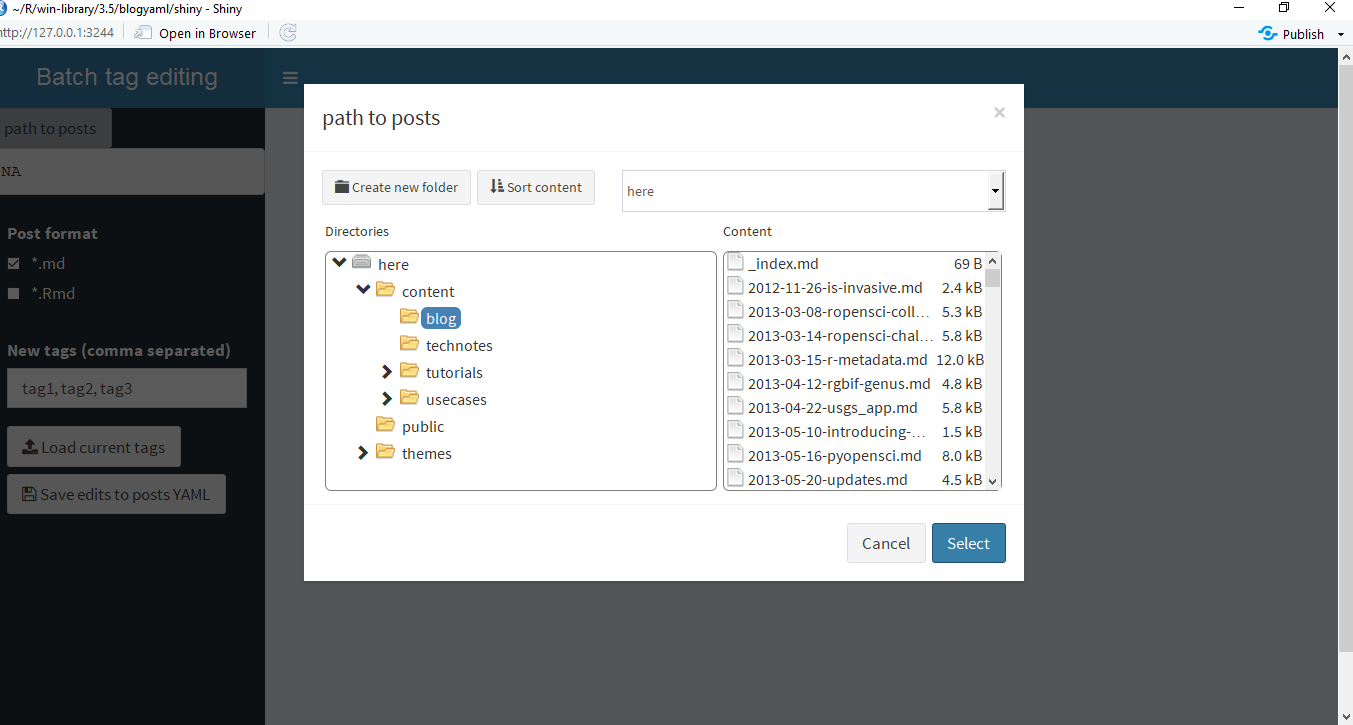 ~/R/win-library/3.5/blogyaml/shiny - Shiny
http://127.0.0.1:3244 Open in Browser Publish
Batch tag editing
path to posts
NA
Post format
*.md
*.Rmd
New tags (comma separated)
tag1, tag2, tag3
Load current tags
Save edits to posts YAML
path to posts ×
Create new folder Sort content here
Directories
here
content
blog
technotes
tutorials
usecases
public
themes
Content
_index.md 69 B
2012-11-26-is-invasive.md 2.4 kB
2013-03-08-ropensci-coll... 5.3 kB
2013-03-14-ropensci-chal... 5.8 kB
2013-03-15-r-metadata.md 12.0 kB
2013-04-12-rgbif-genus.md 4.8 kB
2013-04-22-usgs_app.md 5.8 kB
2013-05-10-introducing-... 1.5 kB
2013-05-16-pyopensci.md 8.0 kB
2013-05-20-updates.md 4.5 kB
Cancel Select